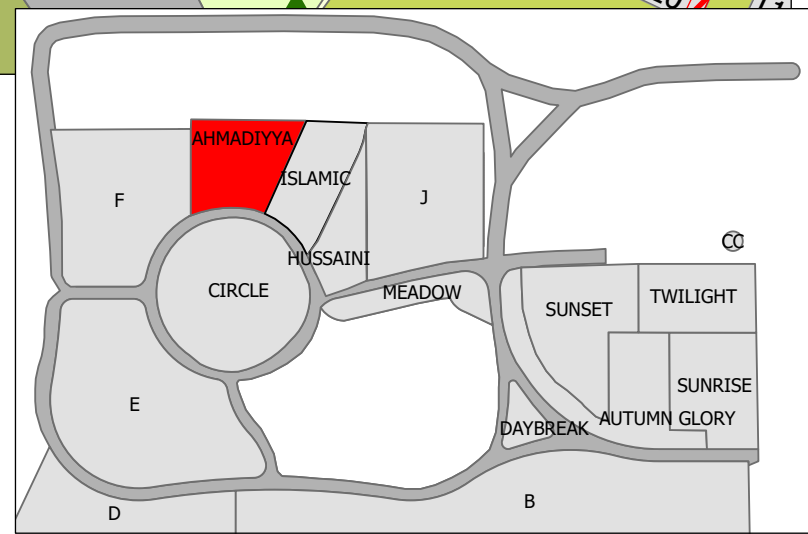 AHMADIYYA
ISLAMIC
F
J
HUSSAINI
CC
CIRCLE
MEADOW
SUNSET
TWILIGHT
SUNRISE
E
AUTUMN GLORY
DAYBREAK
B
D